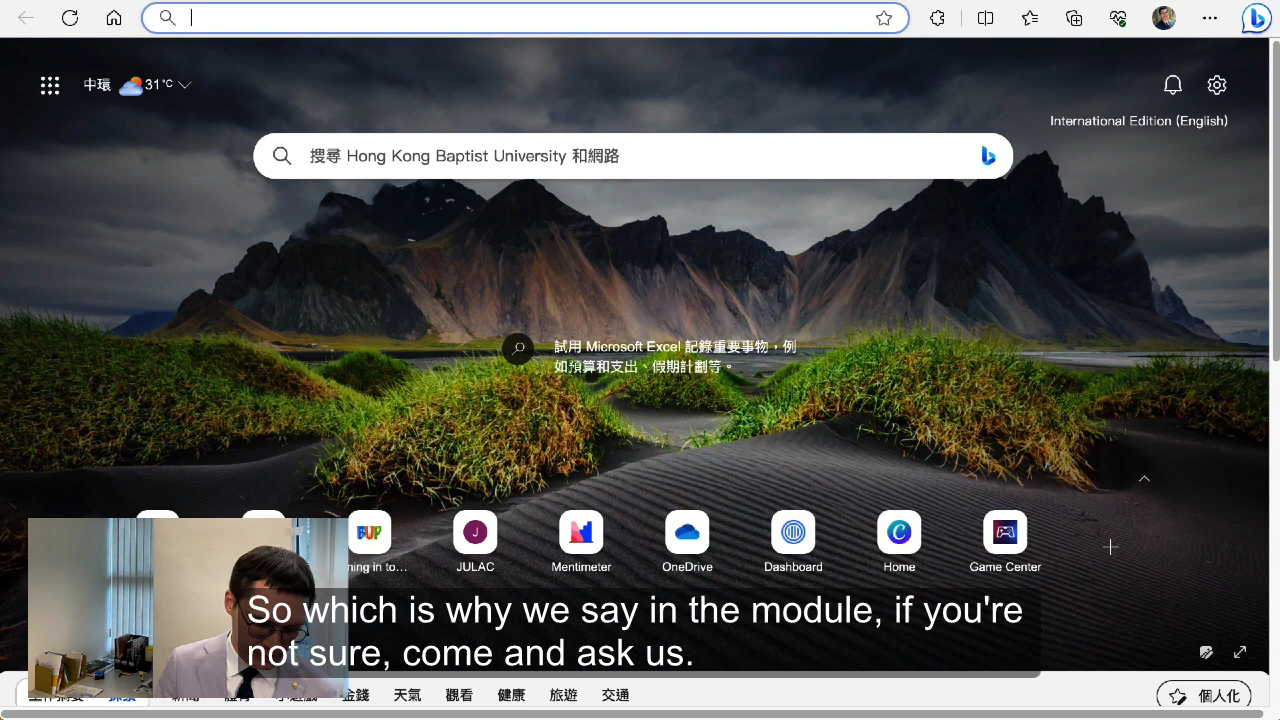 中環 31°C
International Edition (English)
搜尋 Hong Kong Baptist University 和網路
試用 Microsoft Excel 記錄重要事物，例
如預算和支出、假期計劃等。
BUP
J
ning in to...
JULAC
Mentimeter
OneDrive
Dashboard
Home
Game Center
So which is why we say in the module, if you're
not sure, come and ask us.
金錢 天氣 觀看 健康 旅遊 交通
個人化